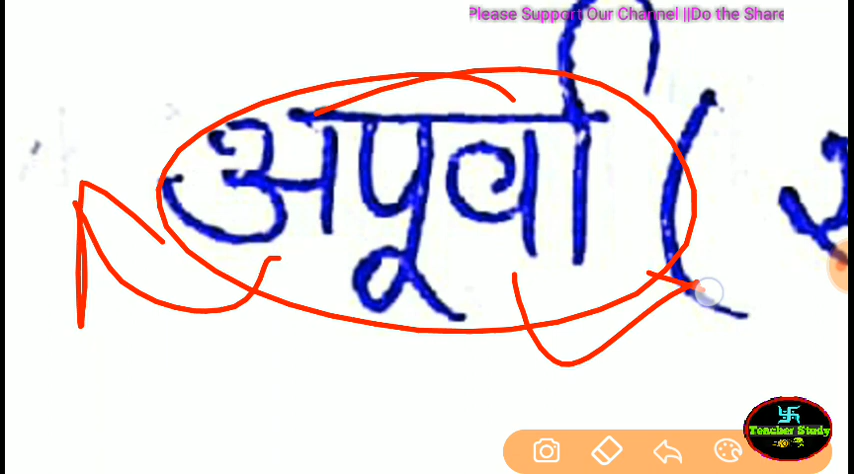 Please Support Our Channel ||Do the Share
अपूर्वा (
Teacher Study